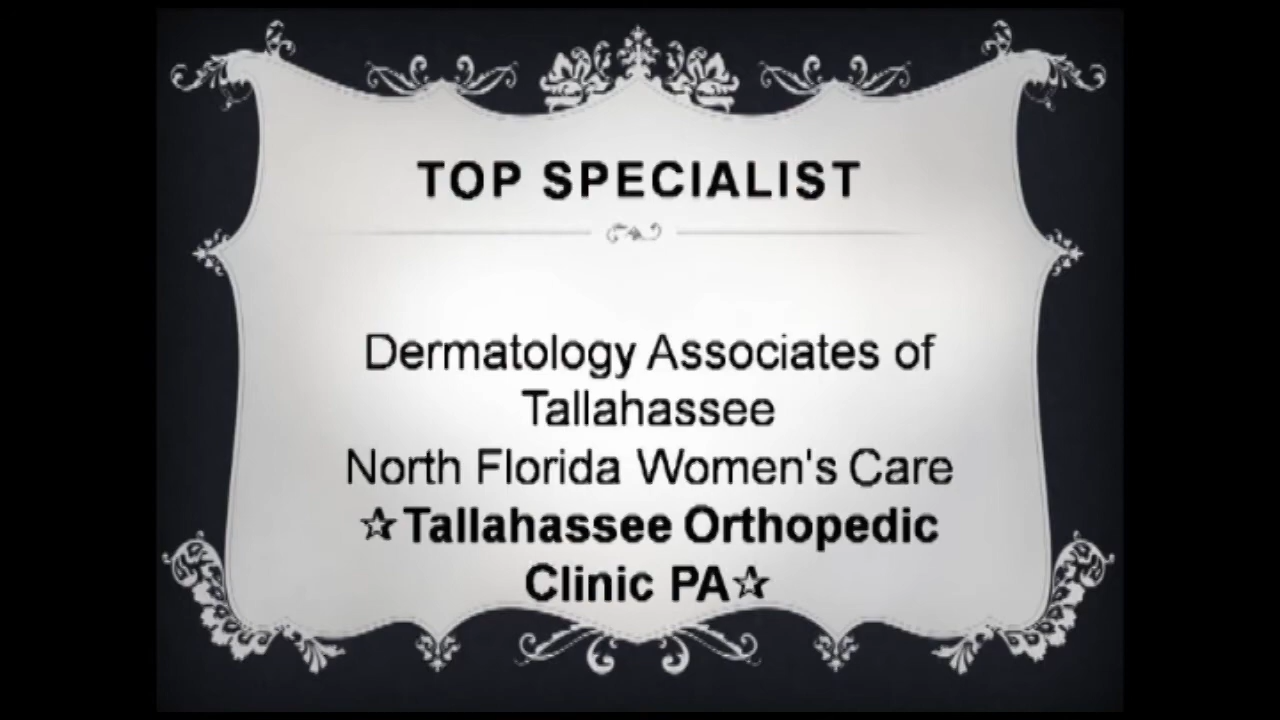 TOP SPECIALIST
Dermatology Associates of
Tallahassee
North Florida Women's Care
☆Tallahassee Orthopedic
Clinic PA☆